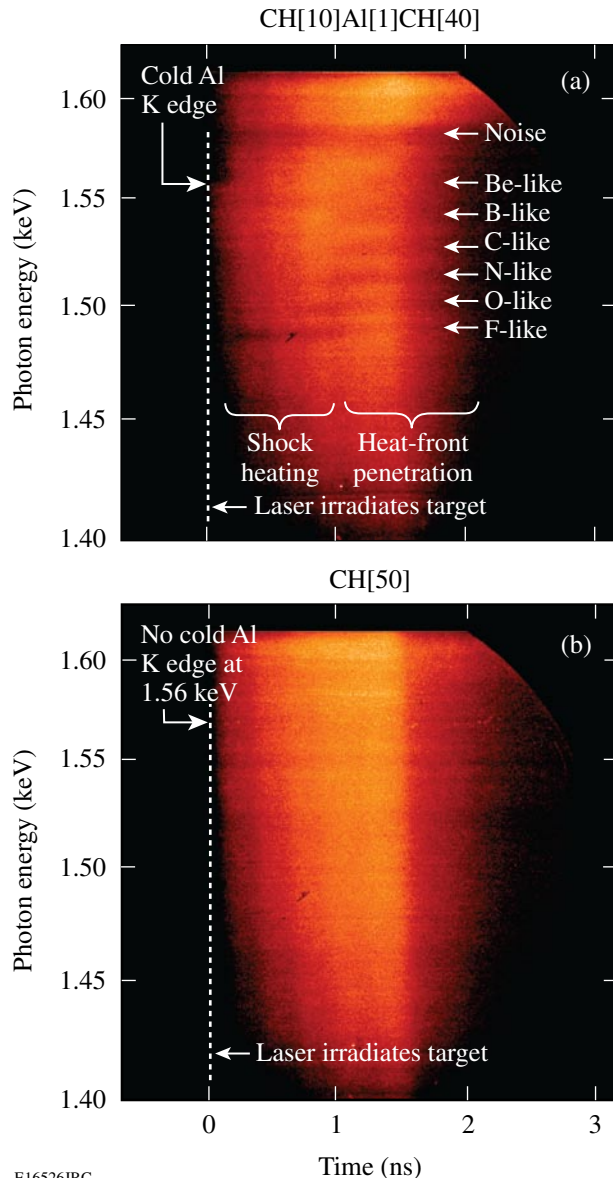 CH[10]Al[1]CH[40]
Cold Al
K edge
(a)
Noise
Be-like
B-like
C-like
N-like
O-like
F-like
Shock
heating
Heat-front
penetration
Laser irradiates target
1.60
1.55
1.50
1.45
1.40
Photon energy (keV)
CH[50]
No cold Al
K edge at
1.56 keV
(b)
Laser irradiates target
1.60
1.55
1.50
1.45
1.40
Photon energy (keV)
0 1 2 3
Time (ns)